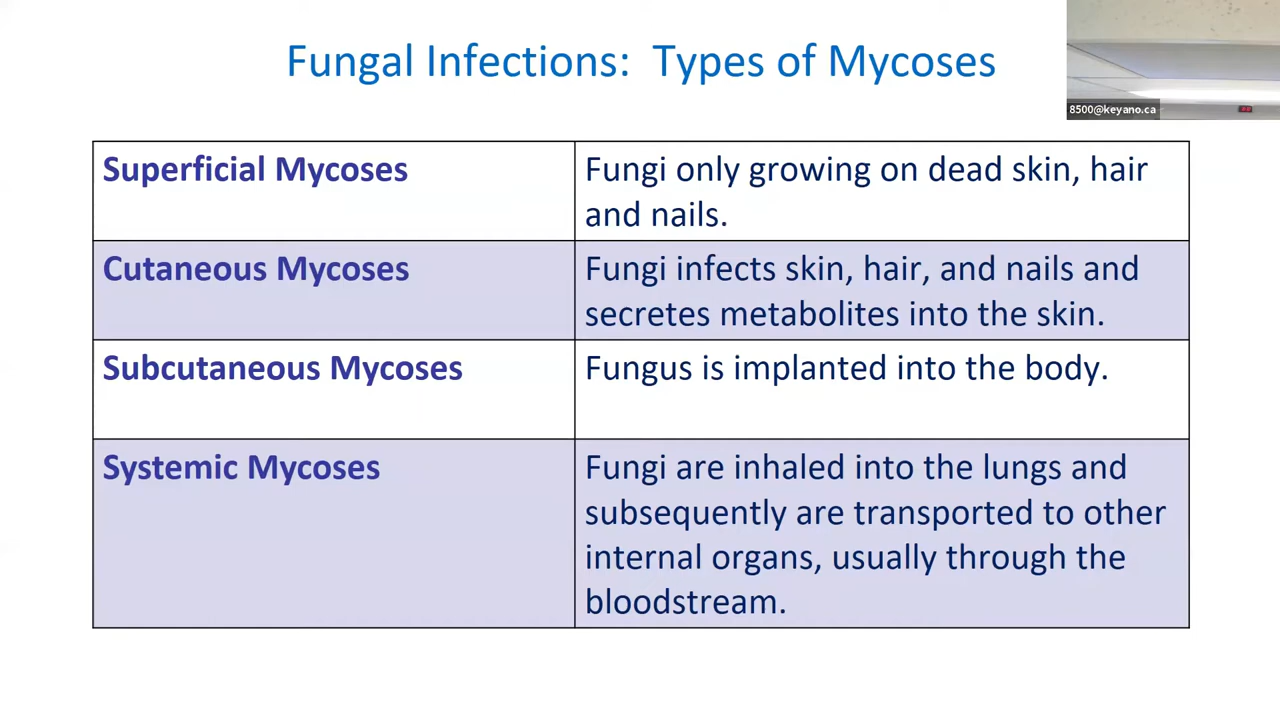 Fungal Infections:  Types of Mycoses
8500@keyano.ca
Superficial Mycoses
Fungi only growing on dead skin, hair
and nails.
Cutaneous Mycoses
Fungi infects skin, hair, and nails and
secretes metabolites into the skin.
Subcutaneous Mycoses
Fungus is implanted into the body.
Systemic Mycoses
Fungi are inhaled into the lungs and
subsequently are transported to other
internal organs, usually through the
bloodstream.